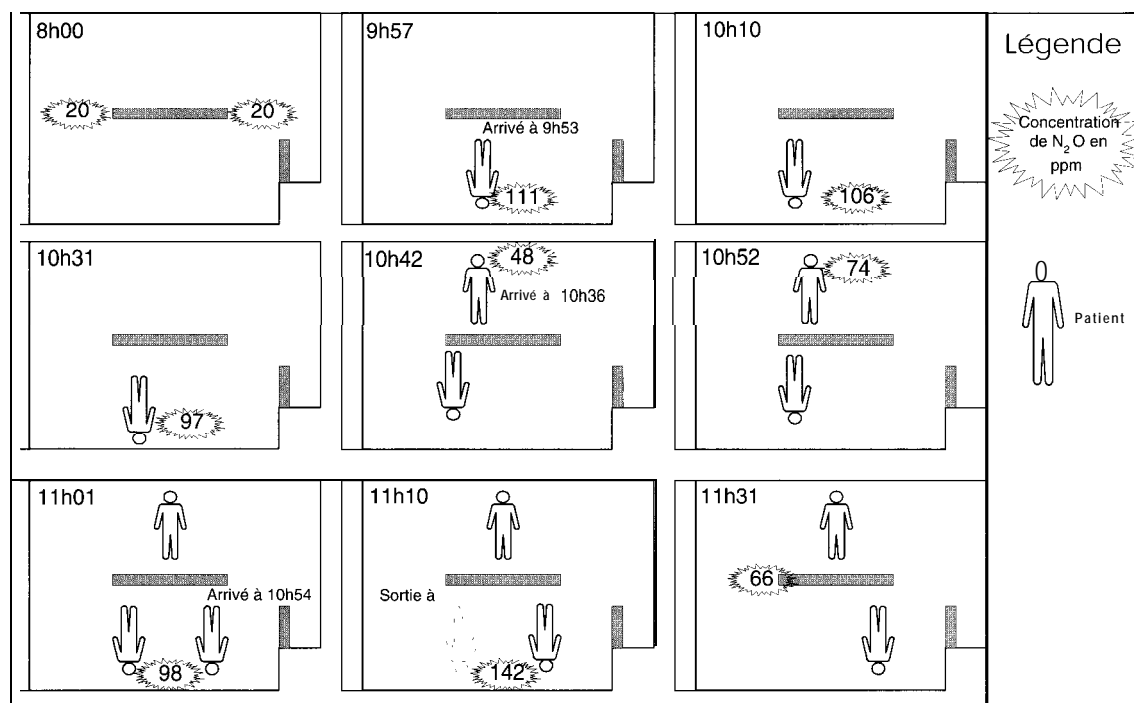 8h00
20
20
9h57
Arrivé à 9h53
111
10h10
106
Légende
Concentration
de N₂O en
ppm
10h31
97
10h42
48
Arrivé à 10h36
10h52
74
Patient
11h01
Arrivé à 10h54
98
11h10
Sortie à
142
11h31
66